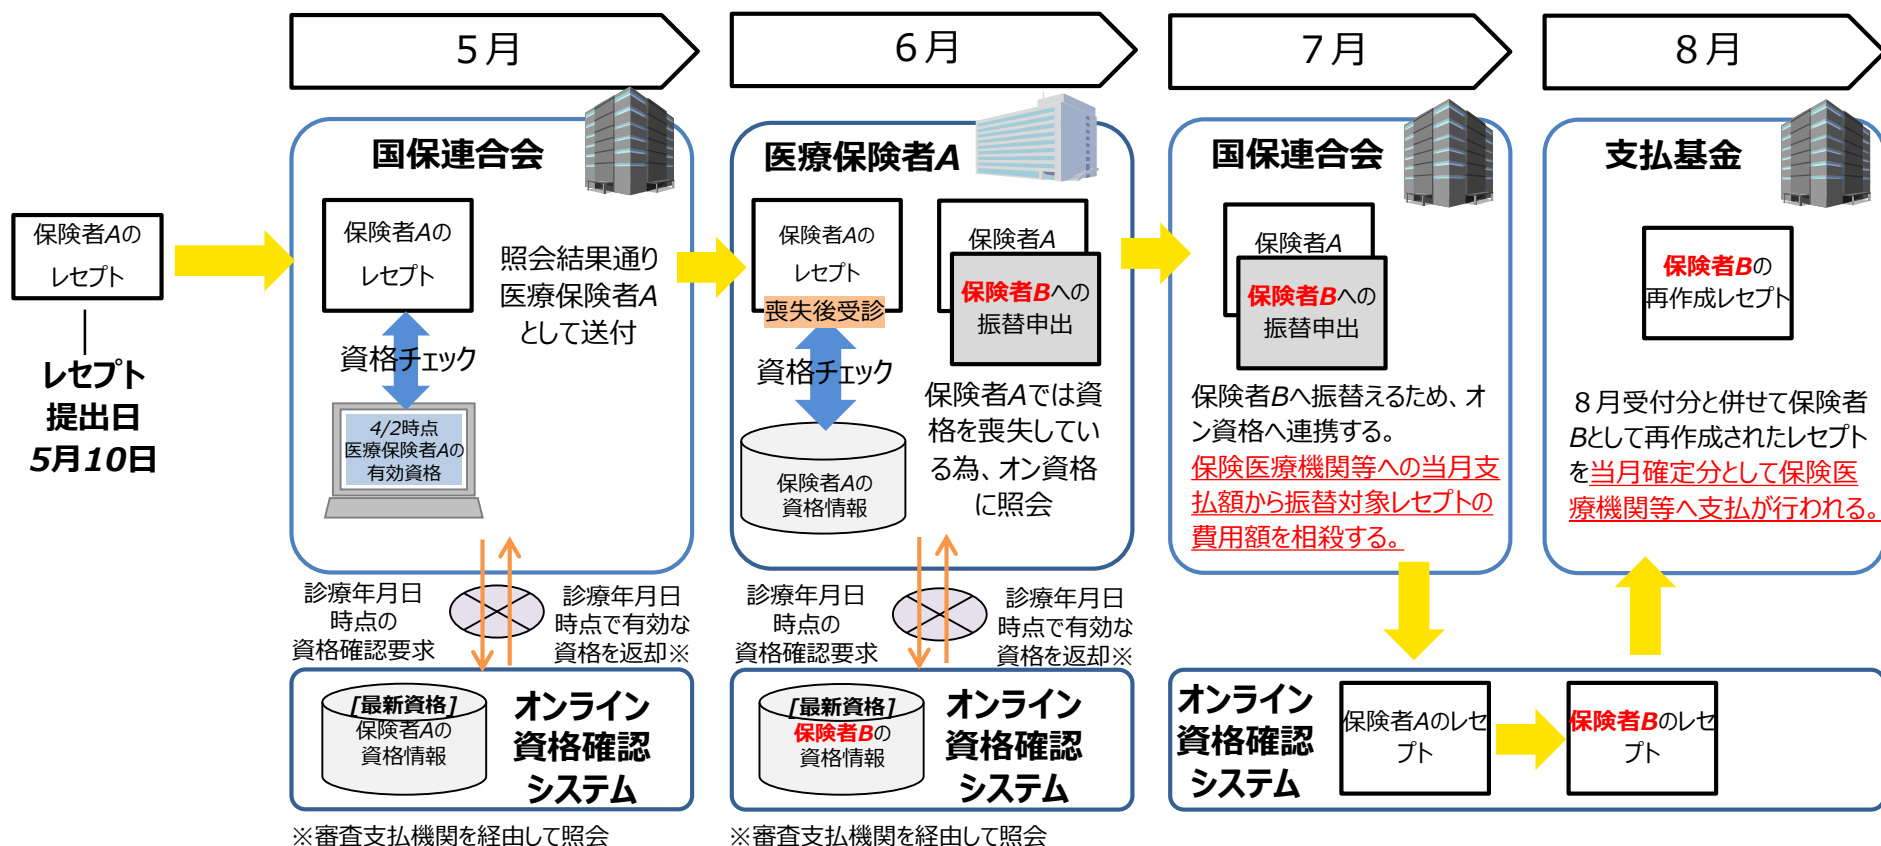 5月
6月
7月
8月
保険者Aの
レセプト
レセプト
提出日
5月10日
国保連合会
保険者Aの
レセプト
照会結果通り
医療保険者A
として送付
資格チェック
4/2時点
医療保険者Aの
有効資格
診療年月日
時点の
資格確認要求
診療年月日
時点で有効な
資格を返却※
[最新資格]
保険者Aの
資格情報
オンライン
資格確認
システム
※審査支払機関を経由して照会
医療保険者A
保険者Aの
レセプト
喪失後受診
保険者A
保険者Bへの
振替申出
資格チェック
保険者Aの
資格情報
保険者Aでは資
格を喪失してい
る為、オン資格
に照会
診療年月日
時点の
資格確認要求
診療年月日
時点で有効な
資格を返却※
[最新資格]
保険者Bの
資格情報
オンライン
資格確認
システム
※審査支払機関を経由して照会
国保連合会
保険者A
保険者Bへの
振替申出
保険者Bへ振替えるため、オ
ン資格へ連携する。
保険医療機関等への当月支
払額から振替対象レセプトの
費用額を相殺する。
支払基金
保険者Bの
再作成レセプト
8月受付分と併せて保険者
Bとして再作成されたレセプト
を当月確定分として保険医
療機関等へ支払が行われる。
オンライン
資格確認
システム
保険者Aのレセ
プト
保険者Bのレセ
プト